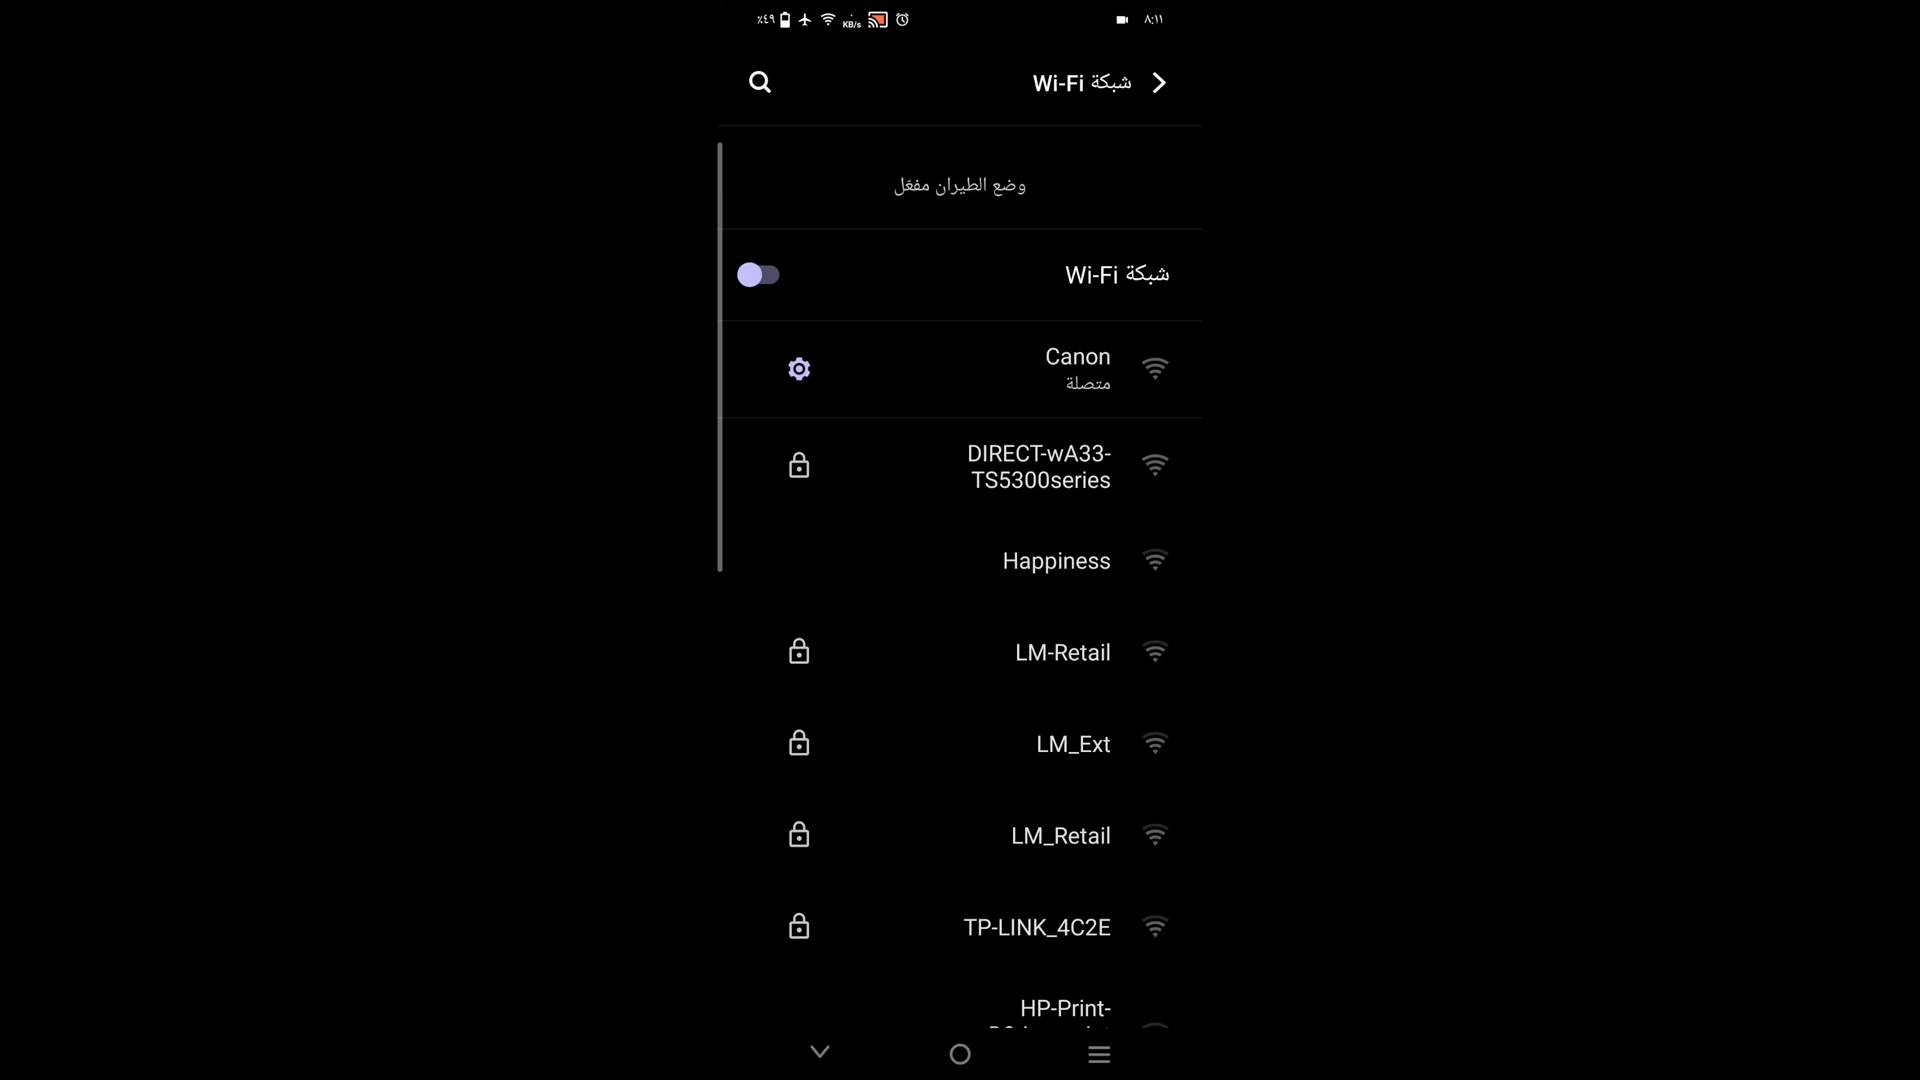 ٨:١١
KB/s
٪٤٩
شبكة Wi-Fi
وضع الطيران مفعّل
شبكة Wi-Fi
Canon
متصلة
DIRECT-wA33-
TS5300series
Happiness
LM-Retail
LM_Ext
LM_Retail
TP-LINK_4C2E
HP-Print-